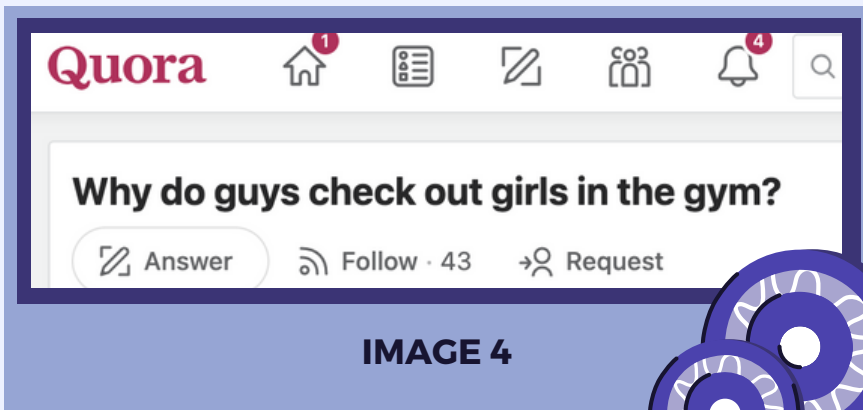 Quora 1 4
Why do guys check out girls in the gym?
Answer Follow · 43 Request
IMAGE 4